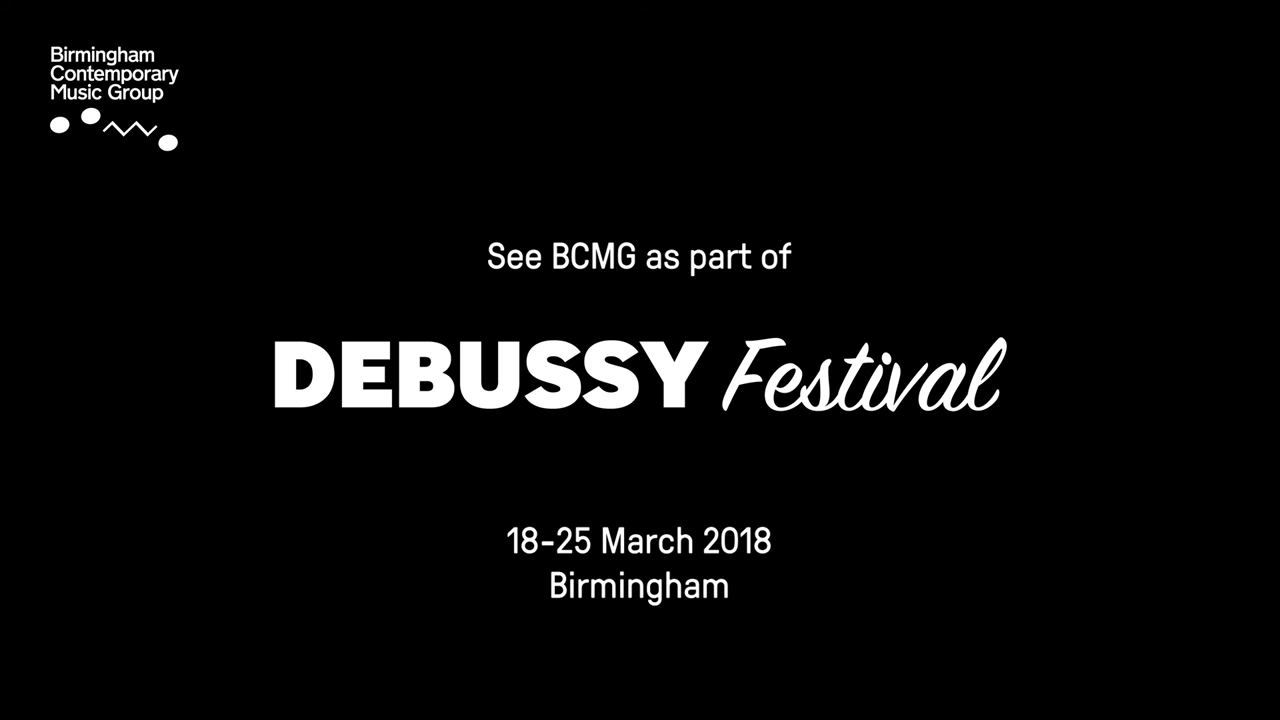 Birmingham
Contemporary
Music Group
See BCMG as part of
DEBUSSY Festival
18-25 March 2018
Birmingham